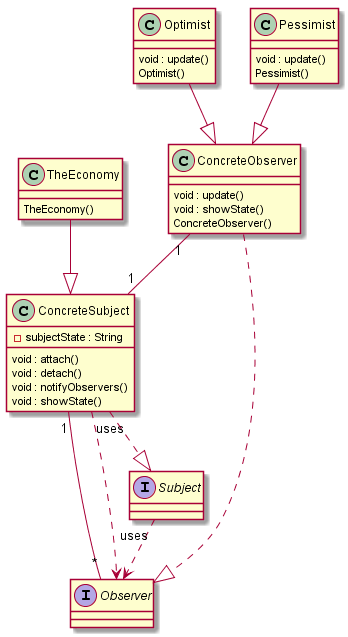 C Optimist
void : update()
Optimist()
C Pessimist
void : update()
Pessimist()
C TheEconomy
TheEconomy()
C ConcreteObserver
void : update()
void : showState()
ConcreteObserver()
1
1
C ConcreteSubject
subjectState : String
void : attach()
void : detach()
void : notifyObservers()
void : showState()
1
uses
I Subject
uses
*
I Observer